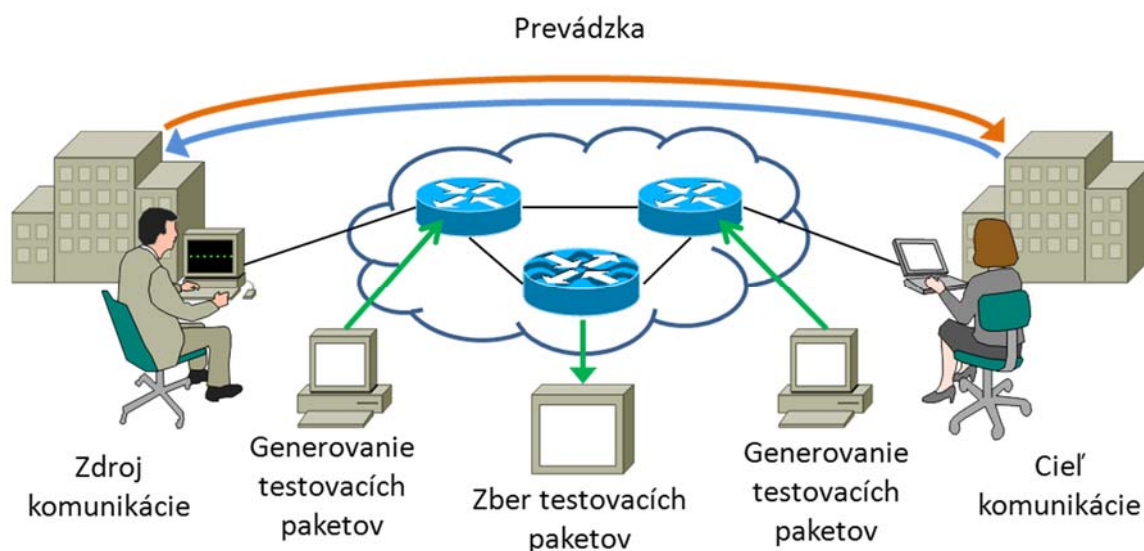 Prevádzka
Zdroj
komunikácie
Generovanie
testovacích
paketov
Zber testovacích
paketov
Generovanie
testovacích
paketov
Cieľ
komunikácie